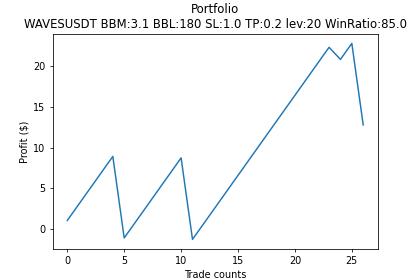 Portfolio
WAVESUSDT BBM:3.1 BBL:180 SL:1.0 TP:0.2 lev:20 WinRatio:85.0
Profit ($)
20
15
10
5
0
0 5 10 15 20 25
Trade counts